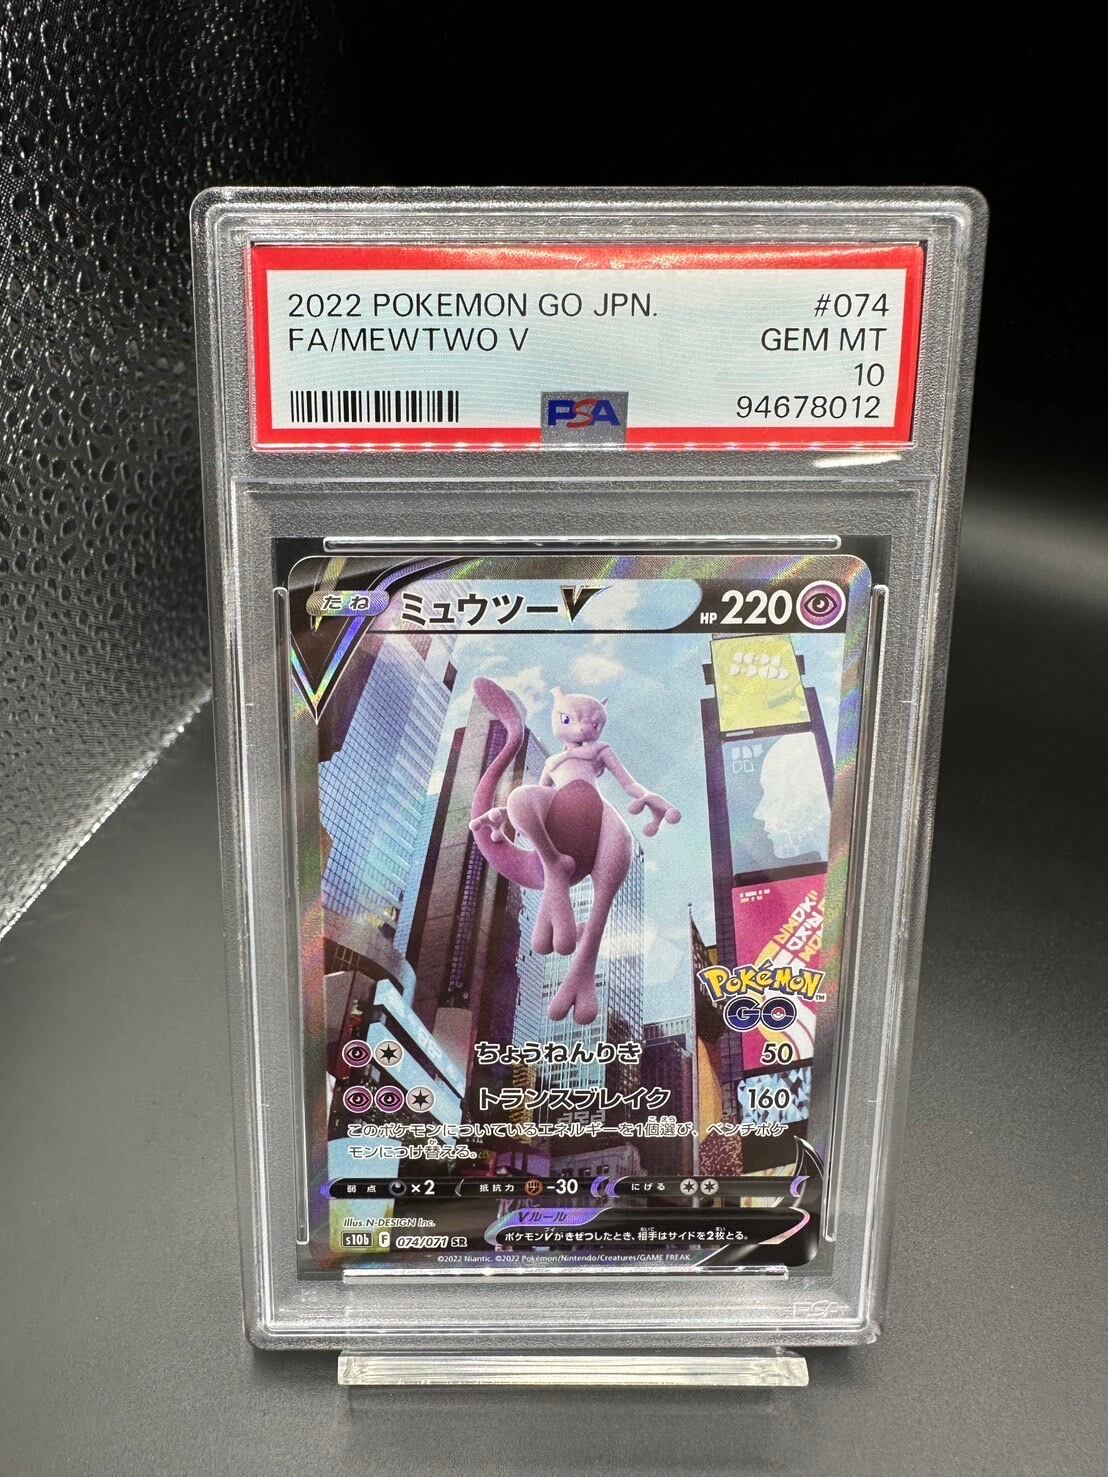 2022 POKEMON GO JPN. #074
FA/MEWTWO V GEM MT
10
PSA 94678012
たね ミュウツーV HP 220
Pokémon™
GO
ちょうねんりき 50
トランスブレイク 160
このポケモンについているエネルギーを1個選び、ベンチポケ
モンにつけ替える。
弱点 ×2 抵抗力 -30 にげる
Illus. N-DESIGN Inc. Vルール
s10b F 074/071 SR ポケモンVがきぜつしたとき、相手はサイドを2枚とる。
©2022 Niantic. ©2022 Pokémon/Nintendo/Creatures/GAME FREAK.
PSA